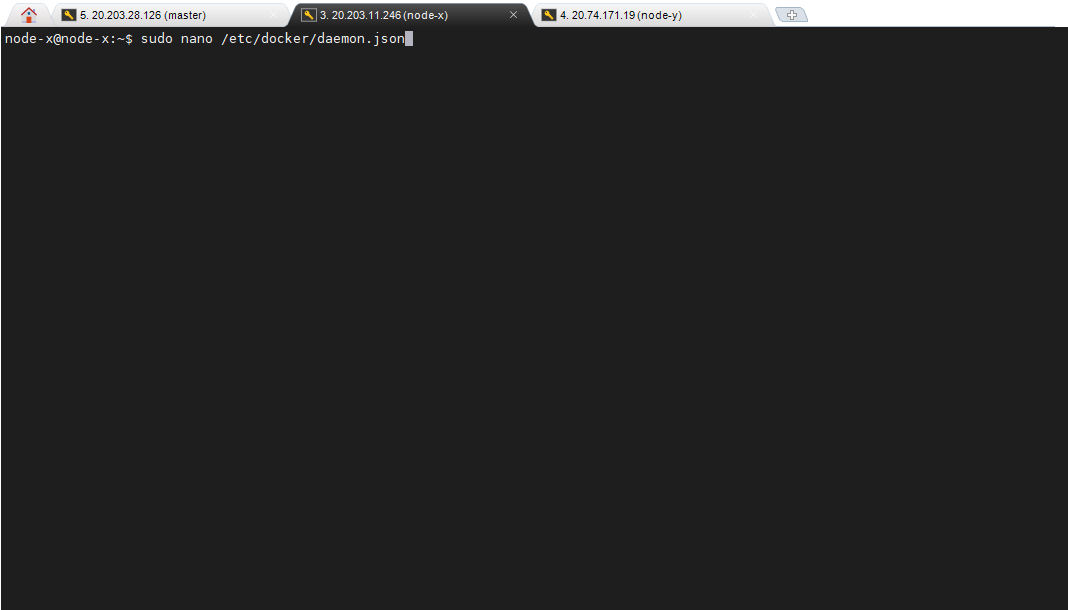 5. 20.203.28.126 (master)
3. 20.203.11.246 (node-x)
4. 20.74.171.19 (node-y)
node-x@node-x:~$ sudo nano /etc/docker/daemon.json